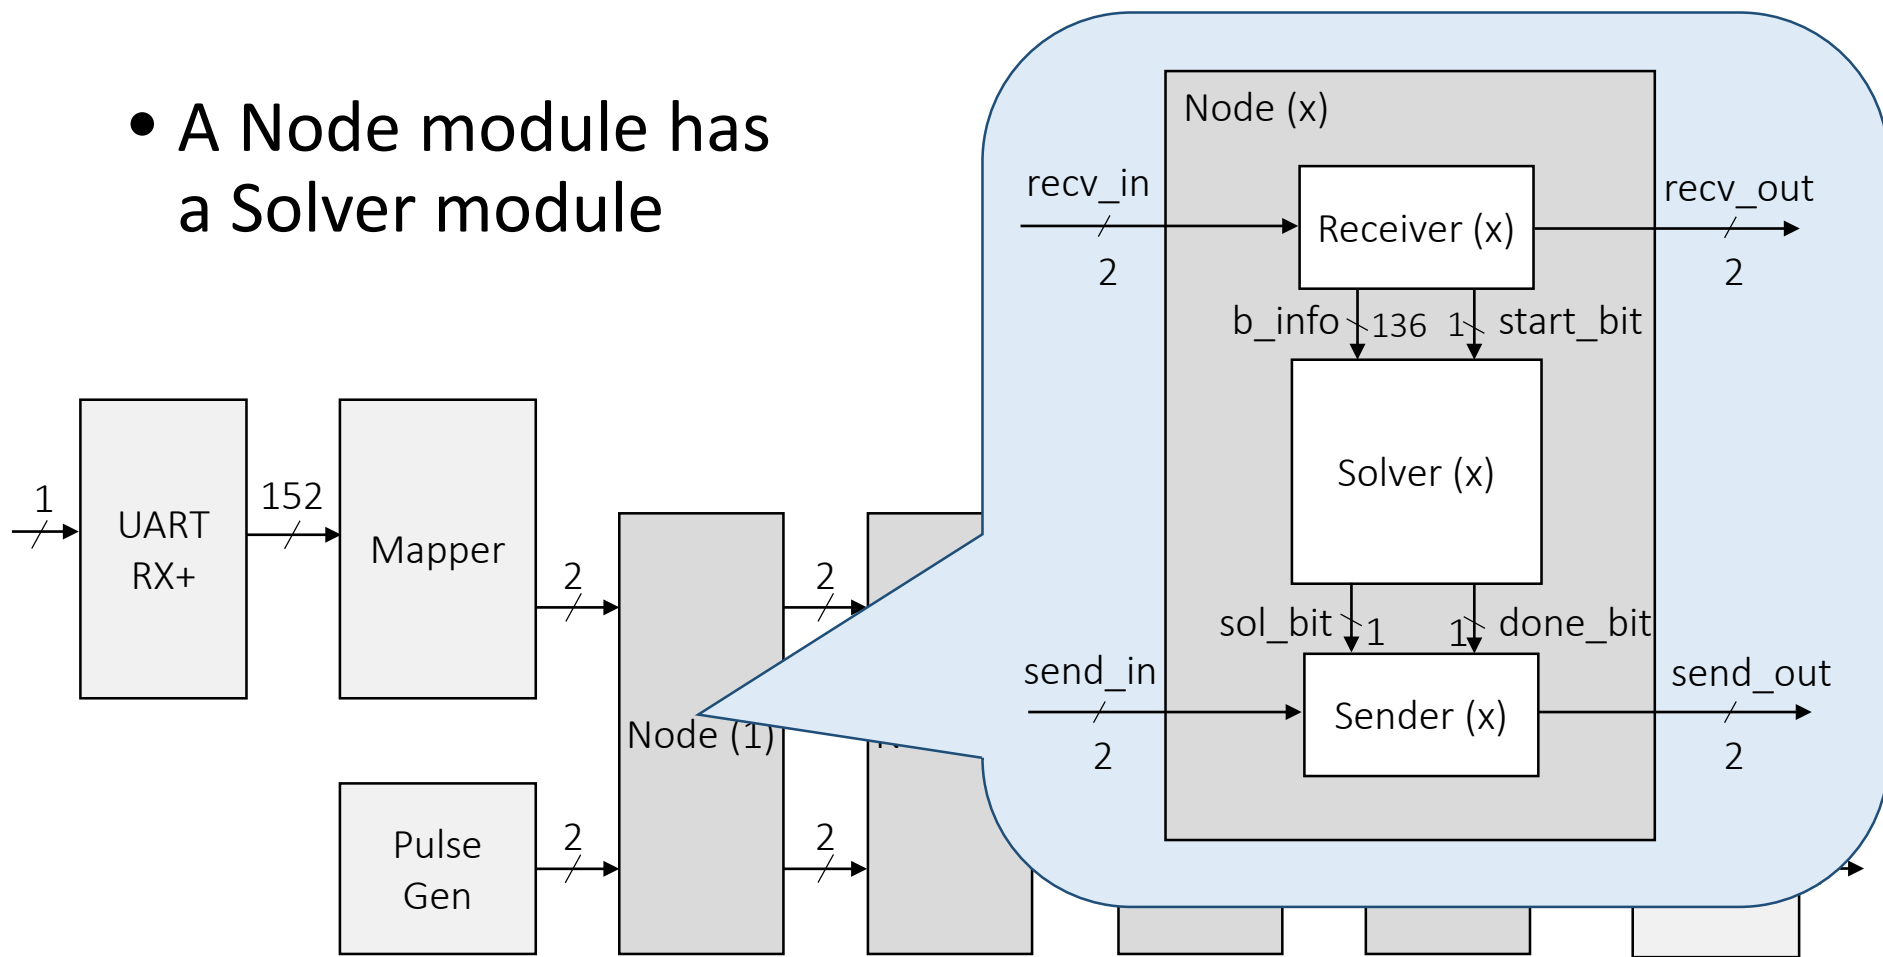 • A Node module has
a Solver module
Node (x)
recv_in
2
Receiver (x)
recv_out
2
b_info
136
1
start_bit
Solver (x)
sol_bit
1
1
done_bit
send_in
2
Sender (x)
send_out
2
1
UART
RX+
152
Mapper
2
2
Node (1)
Pulse
Gen
2
2